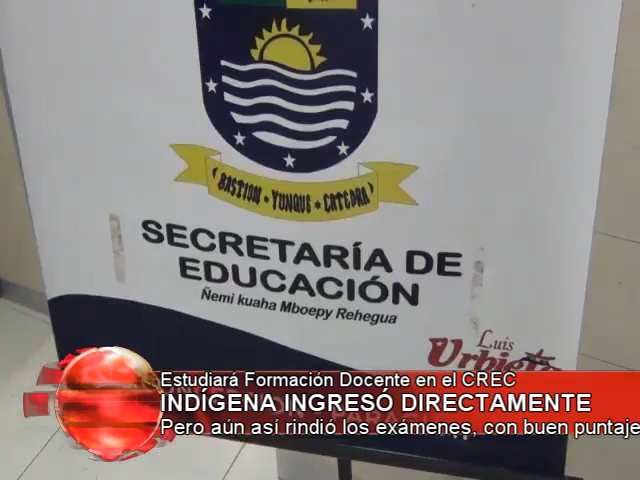 BASTION * YUNQUE * CATEDRA
SECRETARÍA DE
EDUCACIÓN
Ñemi kuaha Mboepy Rehegua
Luis
Urbieta
Estudiará Formación Docente en el CREC
INDÍGENA INGRESÓ DIRECTAMENTE
Pero aún así rindió los exámenes, con buen puntaje